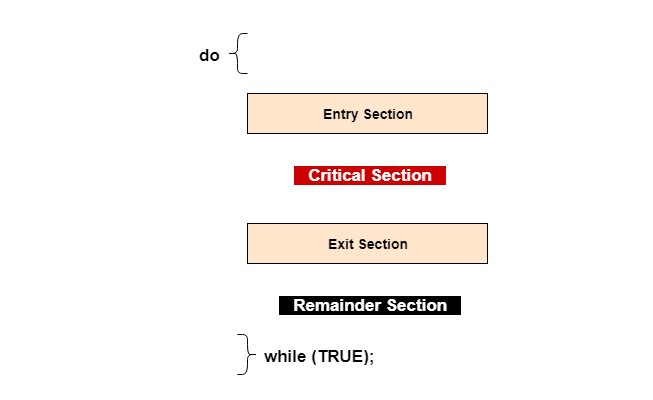 do {
Entry Section
Critical Section
Exit Section
Remainder Section
} while (TRUE);